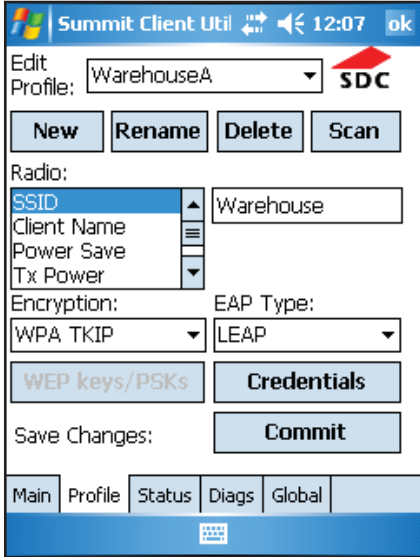 Summit Client Uti 12:07 ok
Edit
Profile: WarehouseA
SDC
New Rename Delete Scan
Radio:
SSID Warehouse
Client Name
Power Save
Tx Power
Encryption: EAP Type:
WPA TKIP LEAP
WEP keys/PSKs Credentials
Save Changes: Commit
Main Profile Status Diags Global